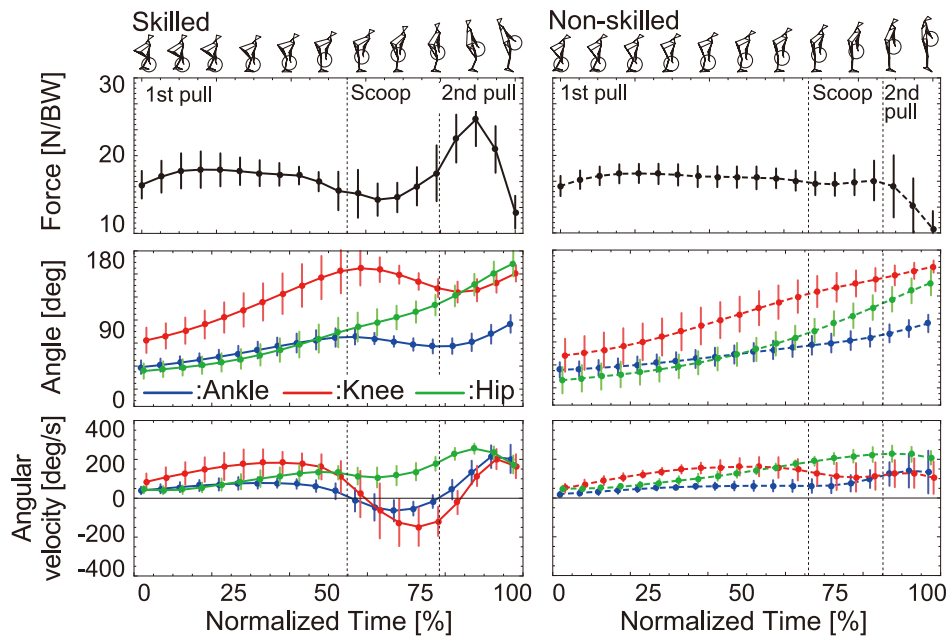 Skilled
Non-skilled
Force [N/BW]
30
20
10
1st pull
Scoop
2nd pull
1st pull
Scoop
2nd
pull
Angle [deg]
180
90
0
:Ankle
:Knee
:Hip
Angular
velocity [deg/s]
400
200
0
-200
-400
0
25
50
75
100
0
25
50
75
100
Normalized Time [%]
Normalized Time [%]